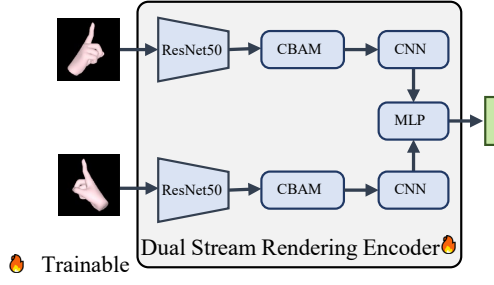 ResNet50
CBAM
CNN
MLP
ResNet50
CBAM
CNN
Dual Stream Rendering Encoder
Trainable